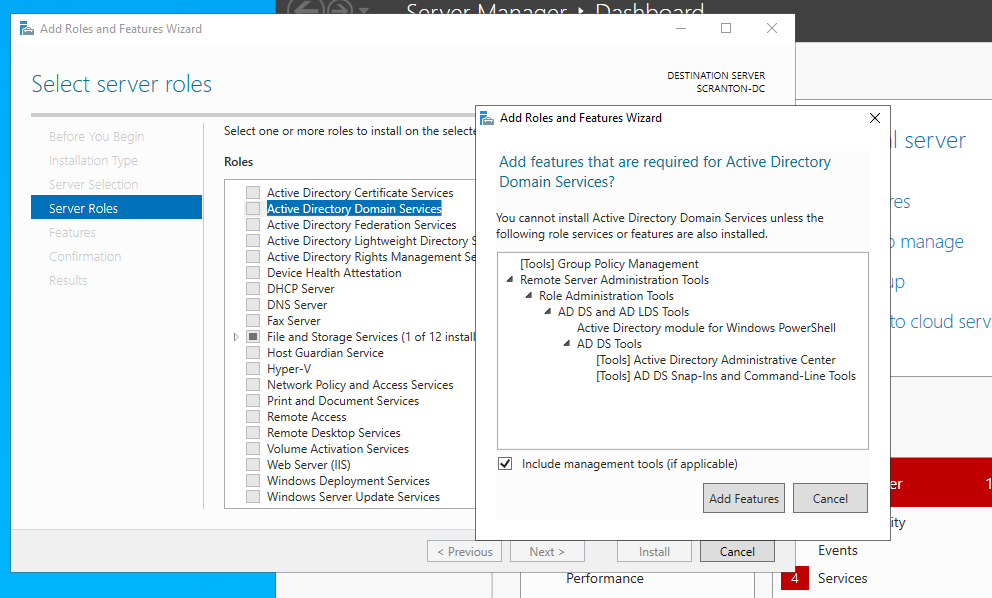 Server Manager • Dashboard
Add Roles and Features Wizard
Select server roles
DESTINATION SERVER
SCRANTON-DC
Before You Begin
Installation Type
Server Selection
Server Roles
Features
Confirmation
Results
Select one or more roles to install on the
Roles
Active Directory Certificate Services
Active Directory Domain Services
Active Directory Federation Services
Active Directory Lightweight Directory S
Active Directory Rights Management Se
Device Health Attestation
DHCP Server
DNS Server
Fax Server
File and Storage Services (1 of 12 install
Host Guardian Service
Hyper-V
Network Policy and Access Services
Print and Document Services
Remote Access
Remote Desktop Services
Volume Activation Services
Web Server (IIS)
Windows Deployment Services
Windows Server Update Services
< Previous
Next >
Install
Cancel
Add Roles and Features Wizard
Add features that are required for Active Directory
Domain Services?
You cannot install Active Directory Domain Services unless the
following role services or features are also installed.
[Tools] Group Policy Management
Remote Server Administration Tools
Role Administration Tools
AD DS and AD LDS Tools
Active Directory module for Windows PowerShell
AD DS Tools
[Tools] Active Directory Administrative Center
[Tools] AD DS Snap-Ins and Command-Line Tools
Include management tools (if applicable)
Add Features
Cancel
server
manage
to cloud serv
1
Events
4 Services
Performance